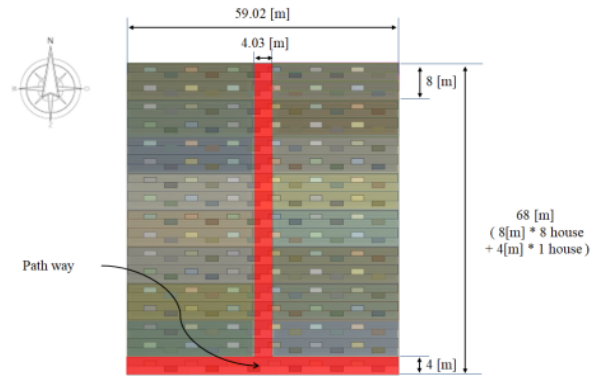 59.02 [m]
4.03 [m]
N
8 [m]
68 [m]
( 8[m] * 8 house
+ 4[m] * 1 house )
Path way
4 [m]